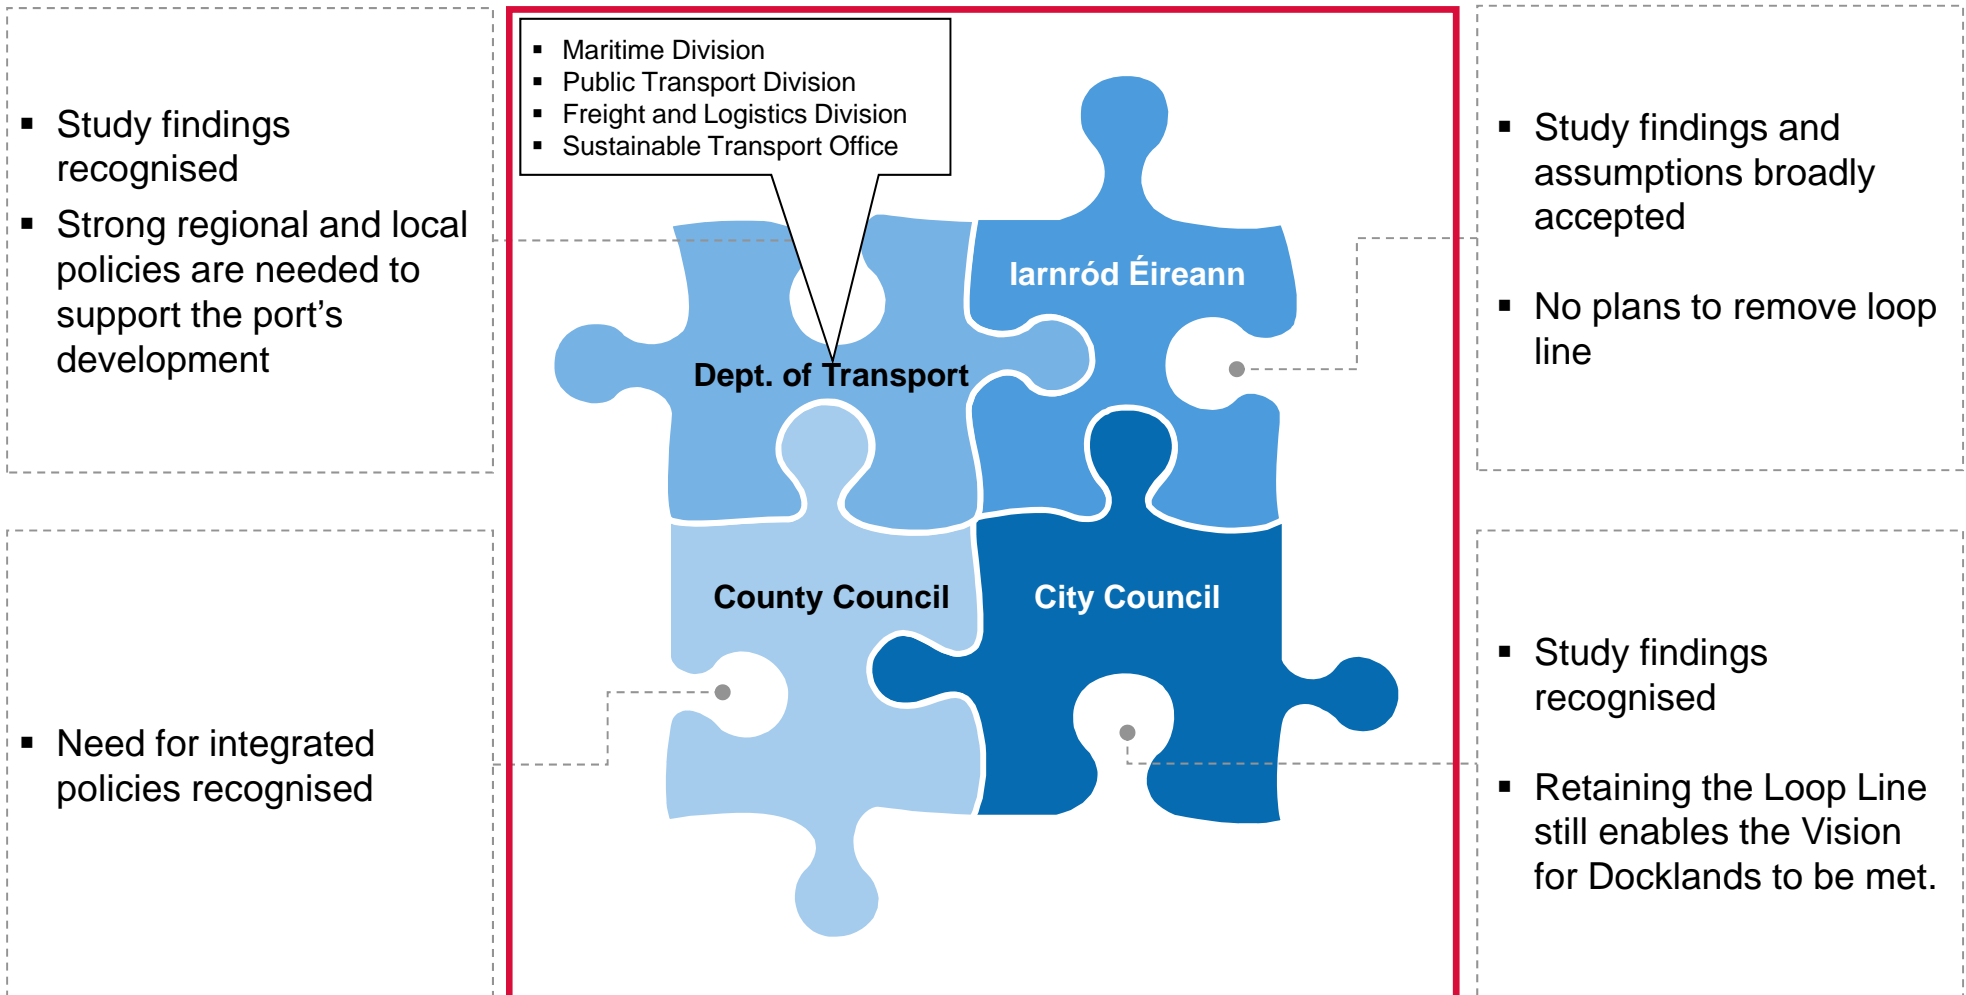 ▪ Study findings
recognised
▪ Strong regional and local
policies are needed to
support the port’s
development
▪ Maritime Division
▪ Public Transport Division
▪ Freight and Logistics Division
▪ Sustainable Transport Office
Dept. of Transport
Iarnród Éireann
▪ Study findings and
assumptions broadly
accepted
▪ No plans to remove loop
line
▪ Need for integrated
policies recognised
County Council
City Council
▪ Study findings
recognised
▪ Retaining the Loop Line
still enables the Vision
for Docklands to be met.